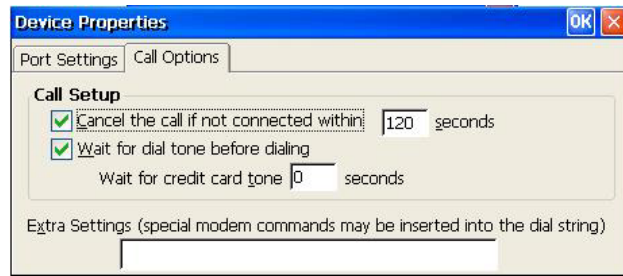 Device Properties OK
Port Settings Call Options
Call Setup
Cancel the call if not connected within 120 seconds
Wait for dial tone before dialing
Wait for credit card tone 0 seconds
Extra Settings (special modem commands may be inserted into the dial string)